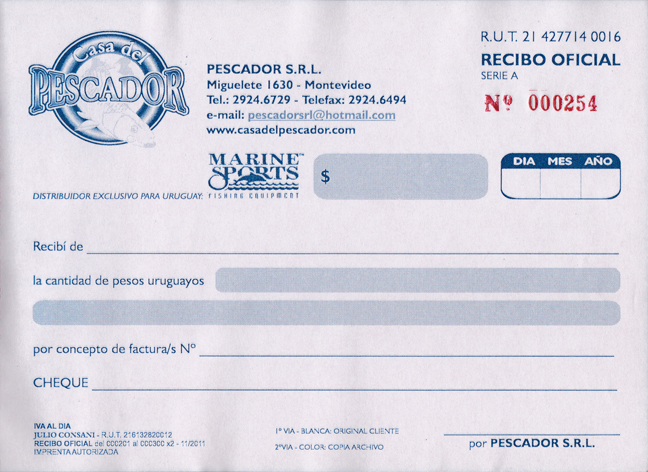 Casa del
PESCADOR
PESCADOR S.R.L.
Miguelete 1630 - Montevideo
Tel.: 2924.6729 - Telefax: 2924.6494
e-mail: pescadorsrl@hotmail.com
www.casadelpescador.com
R.U.T. 21 427714 0016
RECIBO OFICIAL
SERIE A
Nº 000254
DISTRIBUIDOR EXCLUSIVO PARA URUGUAY:
MARINE
SPORTS
FISHING EQUIPMENT
$
DIA MES AÑO
Recibí de
la cantidad de pesos uruguayos
por concepto de factura/s Nº
CHEQUE
IVA AL DIA
JULIO CONSANI - R.U.T. 216132820012
RECIBO OFICIAL del 000201 al 000300 x2 - 11/2011
IMPRENTA AUTORIZADA
1º VIA - BLANCA: ORIGINAL CLIENTE
2ºVIA - COLOR: COPIA ARCHIVO
por PESCADOR S.R.L.